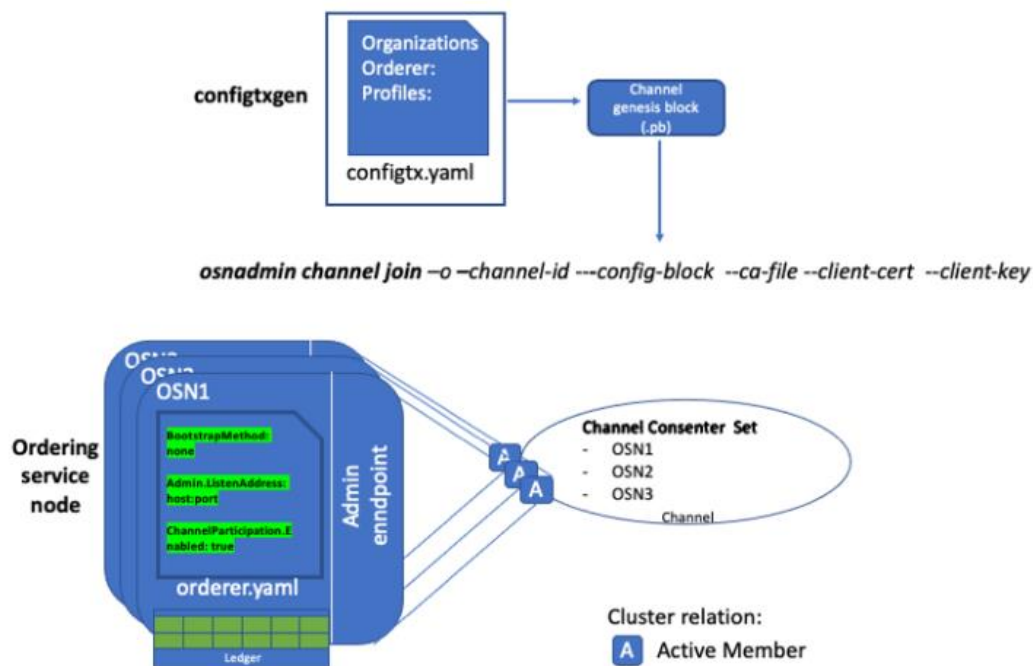 Organizations
Orderer:
Profiles:
configtxgen
configtx.yaml
Channel
genesis block
(.pb)
osnadmin channel join –o –channel-id ---config-block --ca-file --client-cert --client-key
OSN1
BootstrapMethod:
none
Admin.ListenAddress:
host:port
ChannelParticipation.E
nabled: true
orderer.yaml
Ledger
Admin
enndpoint
Ordering
service
node
A
A
A
Channel Consenter Set
- OSN1
- OSN2
- OSN3
Channel
Cluster relation:
A Active Member